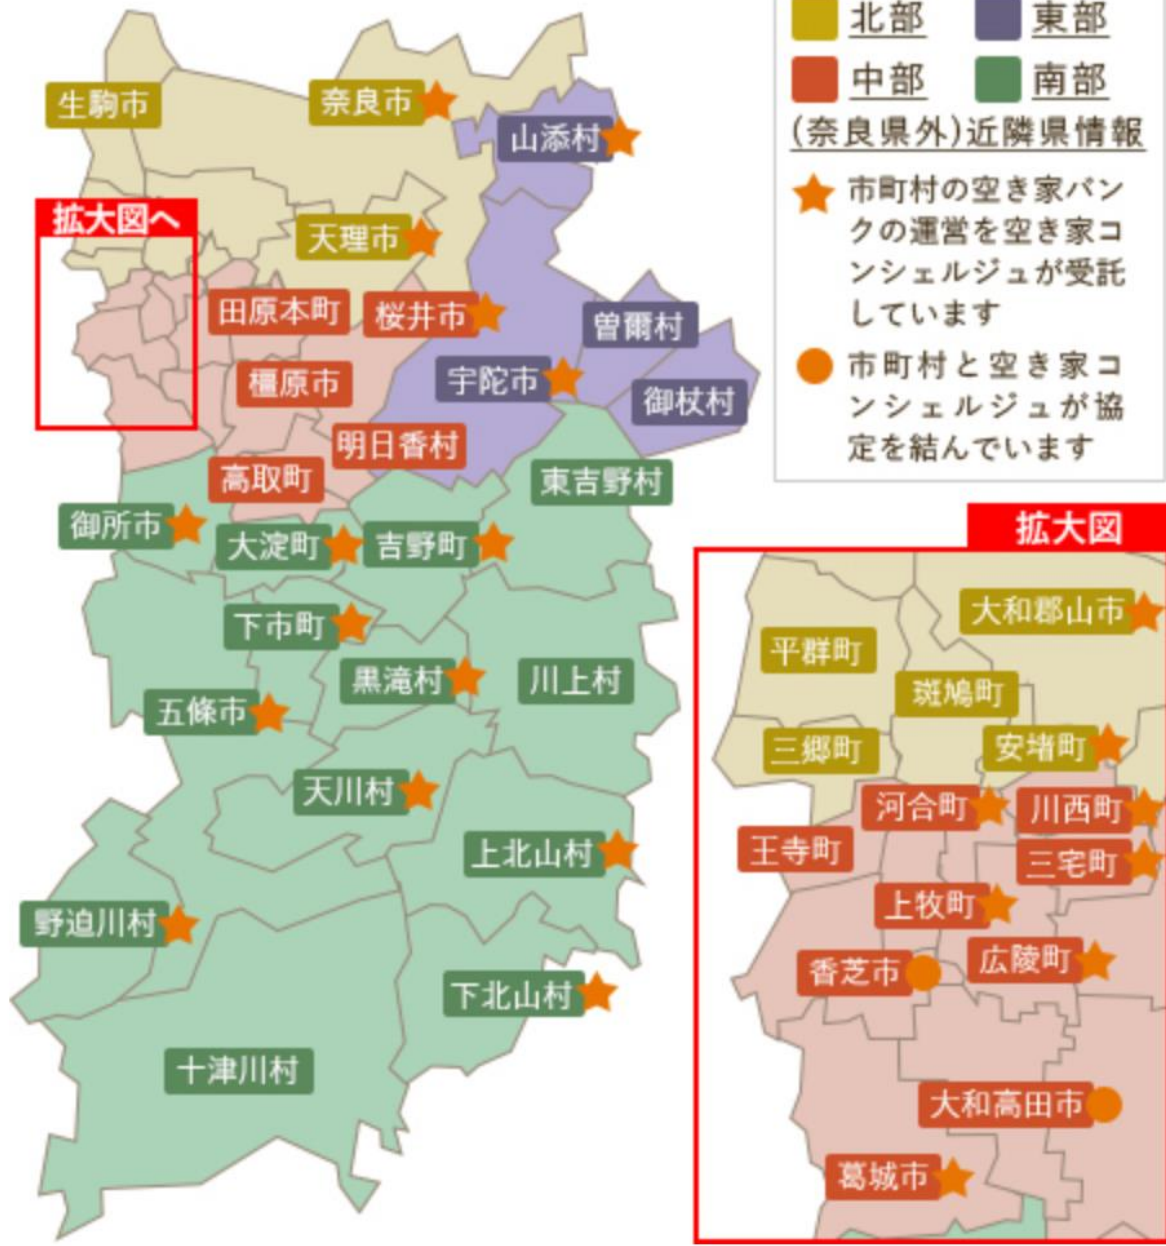 北部
東部
中部
南部
(奈良県外)近隣県情報
市町村の空き家バン
クの運営を空き家コ
ンシェルジュが受託
しています
市町村と空き家コ
ンシェルジュが協
定を結んでいます
生駒市
奈良市
山添村
拡大図へ
天理市
田原本町
桜井市
曽爾村
橿原市
宇陀市
御杖村
明日香村
高取町
東吉野村
御所市
大淀町
吉野町
下市町
黒滝村
川上村
五條市
天川村
上北山村
野迫川村
下北山村
十津川村
拡大図
大和郡山市
平群町
斑鳩町
三郷町
安堵町
河合町
川西町
王寺町
三宅町
上牧町
香芝市
広陵町
大和高田市
葛城市